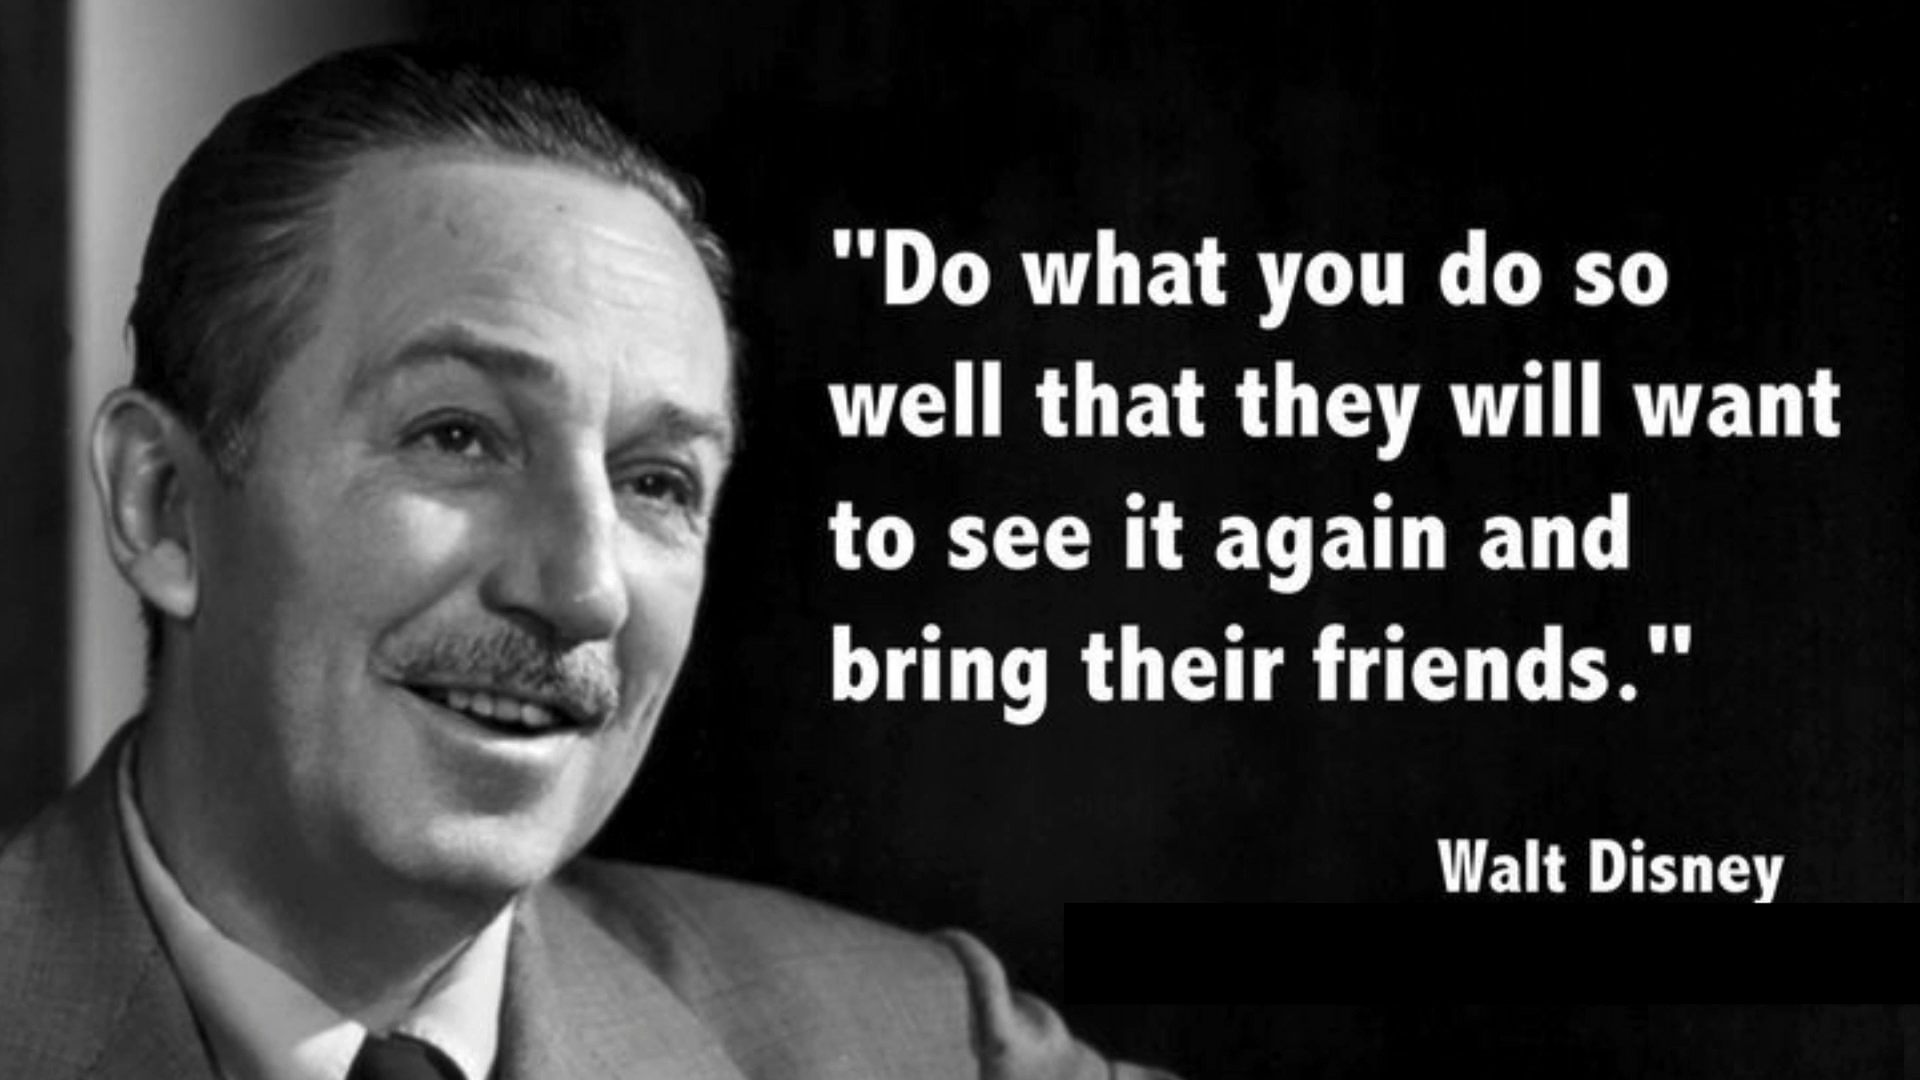 "Do what you do so
well that they will want
to see it again and
bring their friends."
Walt Disney